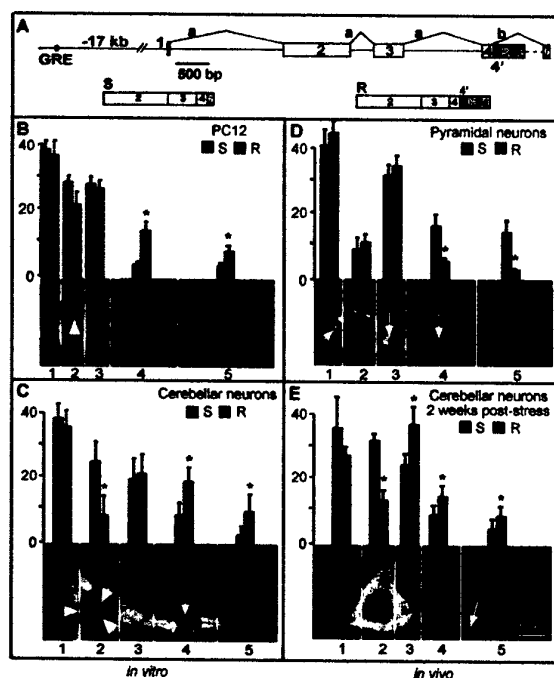 A
-17 kb
GRE
1
a
a
a
b
2
3
4
4'
500 bp
S
2
3
4
R
4'
2
3
4
B
PC12
S R
40
20
0
*
*
1 2 3 4 5
D
Pyramidal neurons
S R
40
20
0
*
*
1 2 3 4 5
C
Cerebellar neurons
S R
40
20
0
*
*
*
1 2 3 4 5
in vitro
E
Cerebellar neurons
2 weeks post-stress
S R
40
20
0
*
*
*
*
1 2 3 4 5
in vivo